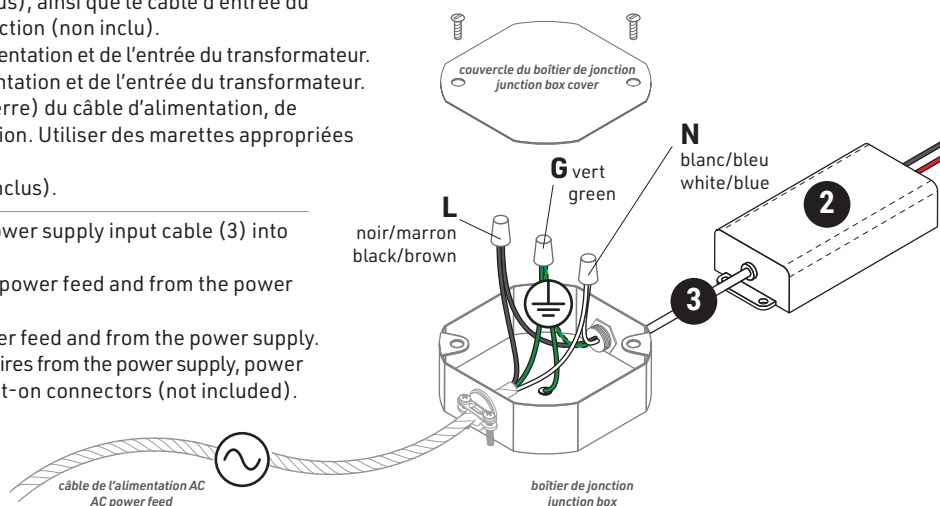 us), ainsi que le câble d'entrée du
ction (non inclu).
entation et de l'entrée du transformateur.
ntation et de l'entrée du transformateur.
erre) du câble d'alimentation, de
ion. Utiliser des marettes appropriées
nclus).
ower supply input cable (3) into
power feed and from the power
er feed and from the power supply.
ires from the power supply, power
t-on connectors (not included).
couvercle du boîtier de jonction
junction box cover
N
blanc/bleu
white/blue
G vert
green
L
noir/marron
black/brown
2
3
câble de l'alimentation AC
AC power feed
boîtier de jonction
junction box